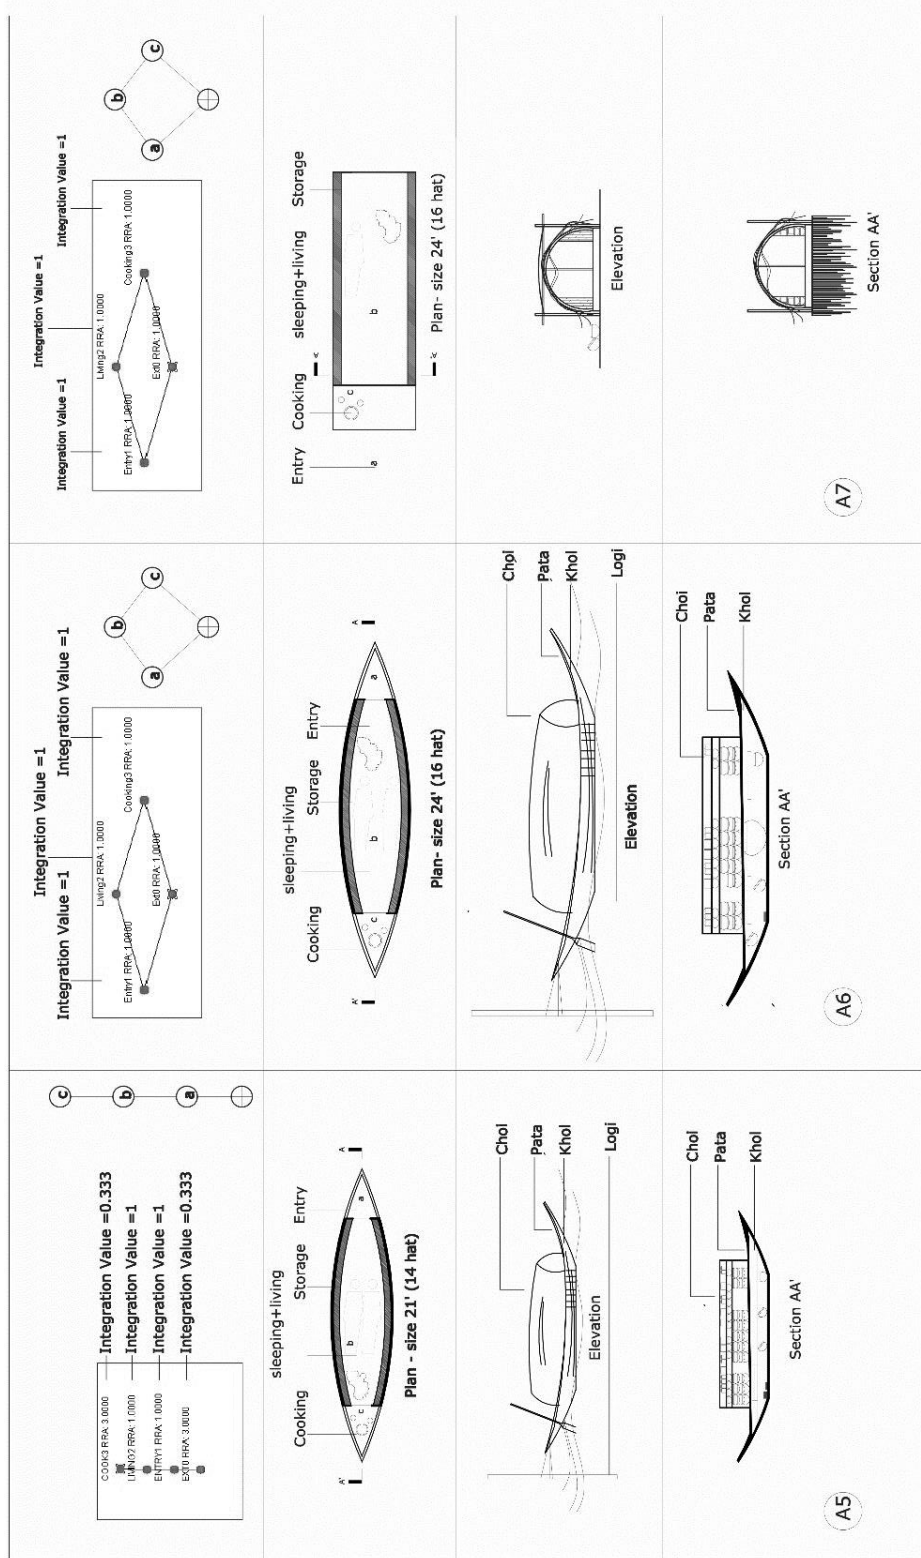 COOK3 RRA: 3.0000
Integration Value =0.333
LIVING2 RRA: 1.0000
Integration Value =1
ENTRY1 RRA: 1.0000
Integration Value =1
EXT0 RRA: 3.0000
Integration Value =0.333
c
b
a
sleeping+living
Cooking
Storage
Entry
A'
c
b
a
A
Plan - size 21' (14 hat)
Chol
Pata
Khol
Logi
Elevation
Chol
Pata
Khol
Section AA'
A5
Integration Value =1
Integration Value =1
Integration Value =1
Living2 RRA: 1.0000
Entry1 RRA: 1.0000
Cooking3 RRA: 1.0000
Ext0 RRA: 1.0000
b
a
c
sleeping+living
Cooking
Storage
Entry
A'
c
b
a
A
Plan- size 24' (16 hat)
Chol
Pata
Khol
Logi
Elevation
Choi
Pata
Khol
Section AA'
A6
Integration Value =1
Integration Value =1
Integration Value =1
Living2 RRA: 1.0000
Entry1 RRA: 1.0000
Cooking3 RRA: 1.0000
Ext0 RRA: 1.0000
b
a
c
Entry
Cooking
sleeping+living
Storage
A
c
b
a
A'
Plan- size 24' (16 hat)
Elevation
Section AA'
A7